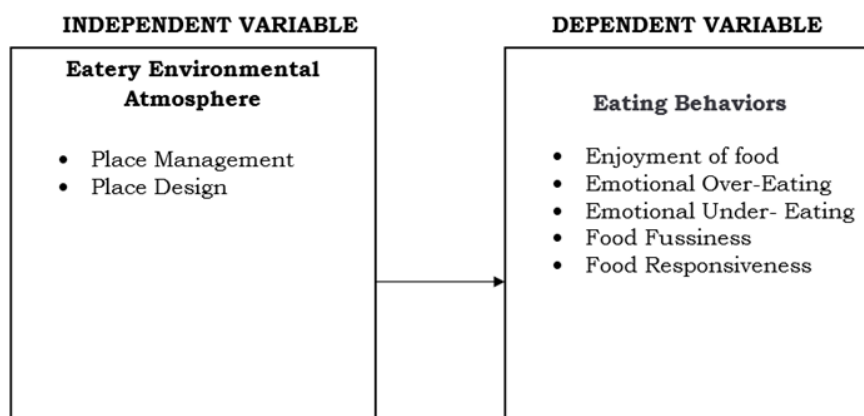 INDEPENDENT VARIABLE
Eatery Environmental
Atmosphere
• Place Management
• Place Design
DEPENDENT VARIABLE
Eating Behaviors
• Enjoyment of food
• Emotional Over-Eating
• Emotional Under- Eating
• Food Fussiness
• Food Responsiveness